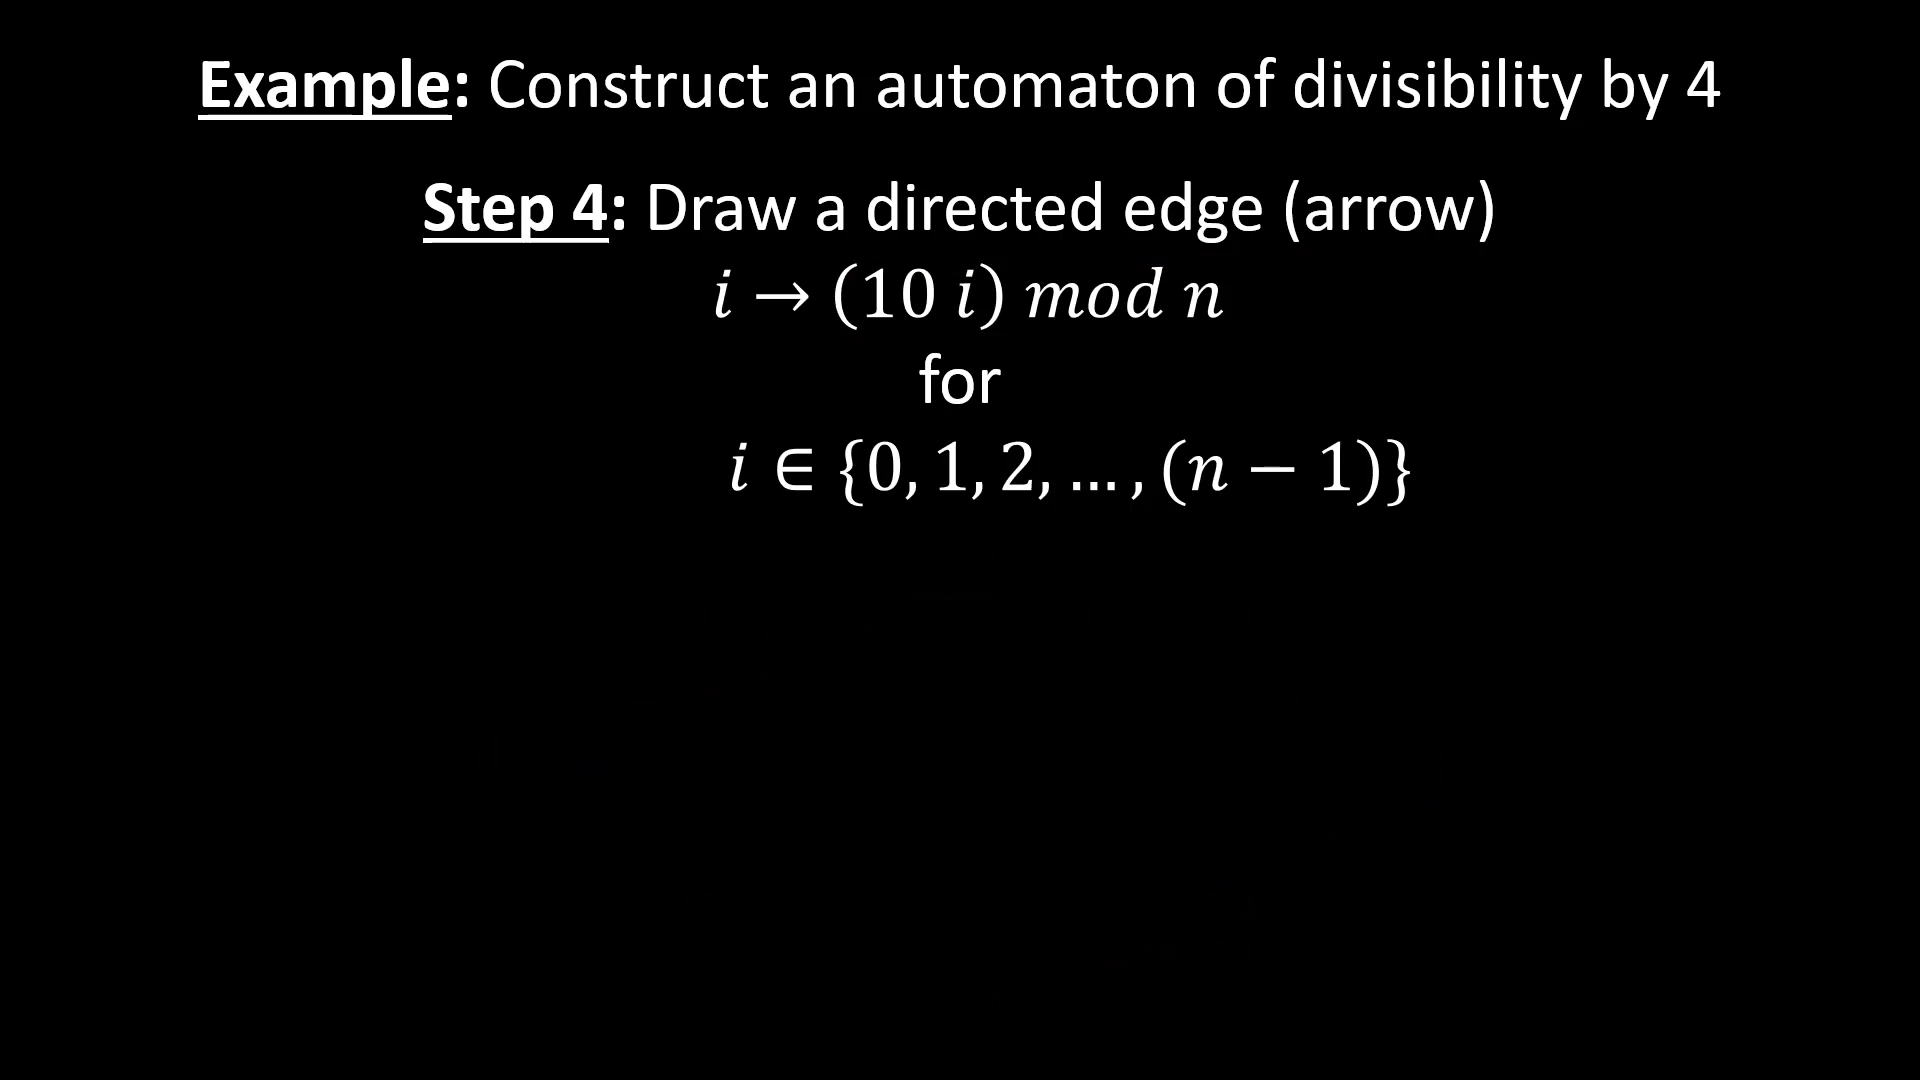 Example: Construct an automaton of divisibility by 4
Step 4: Draw a directed edge (arrow)
i → (10 i) mod n
for
i ∈ {0, 1, 2, … , (n − 1)}